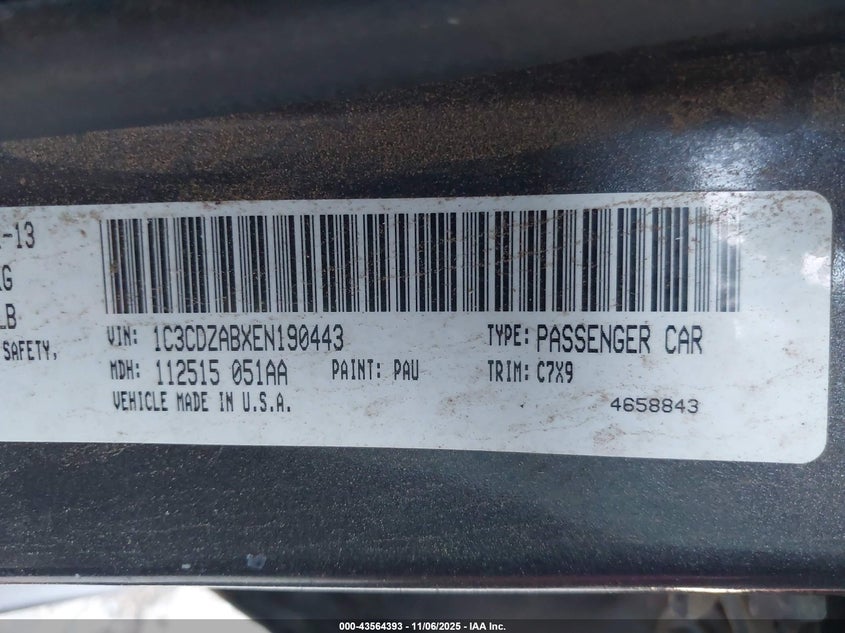 -13
KG
LB
SAFETY,
VIN: 1C3CDZABXEN190443 TYPE: PASSENGER CAR
MDH: 112515 051AA PAINT: PAU TRIM: C7X9
VEHICLE MADE IN U.S.A. 4658843
000-43564393 - 11/06/2025 - IAA Inc.